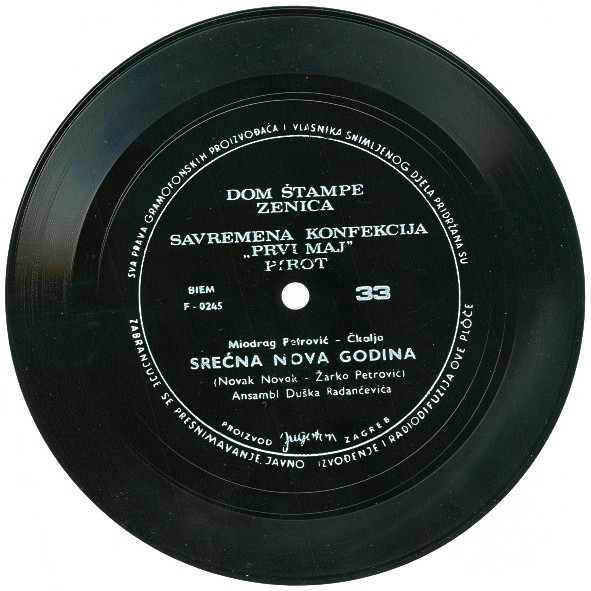 SVA PRAVA GRAMOFONSKIH PROIZVOĐAČA I VLASNIKA SNIMLJENOG DJELA PRIDRŽANA SU
DOM ŠTAMPE
ZENICA
SAVREMENA KONFEKCIJA
„PRVI MAJ”
PIROT
BIEM
F - 0245
33
Miodrag Petrović - Čkalja
SREĆNA NOVA GODINA
(Novak Novak - Žarko Petrović)
Ansambl Duška Radančevića
PROIZVOD Jugoton ZAGREB
ZABRANJUJE SE PRESNIMAVANJE, JAVNO IZVOĐENJE I RADIODIFUZIJA OVE PLOČE